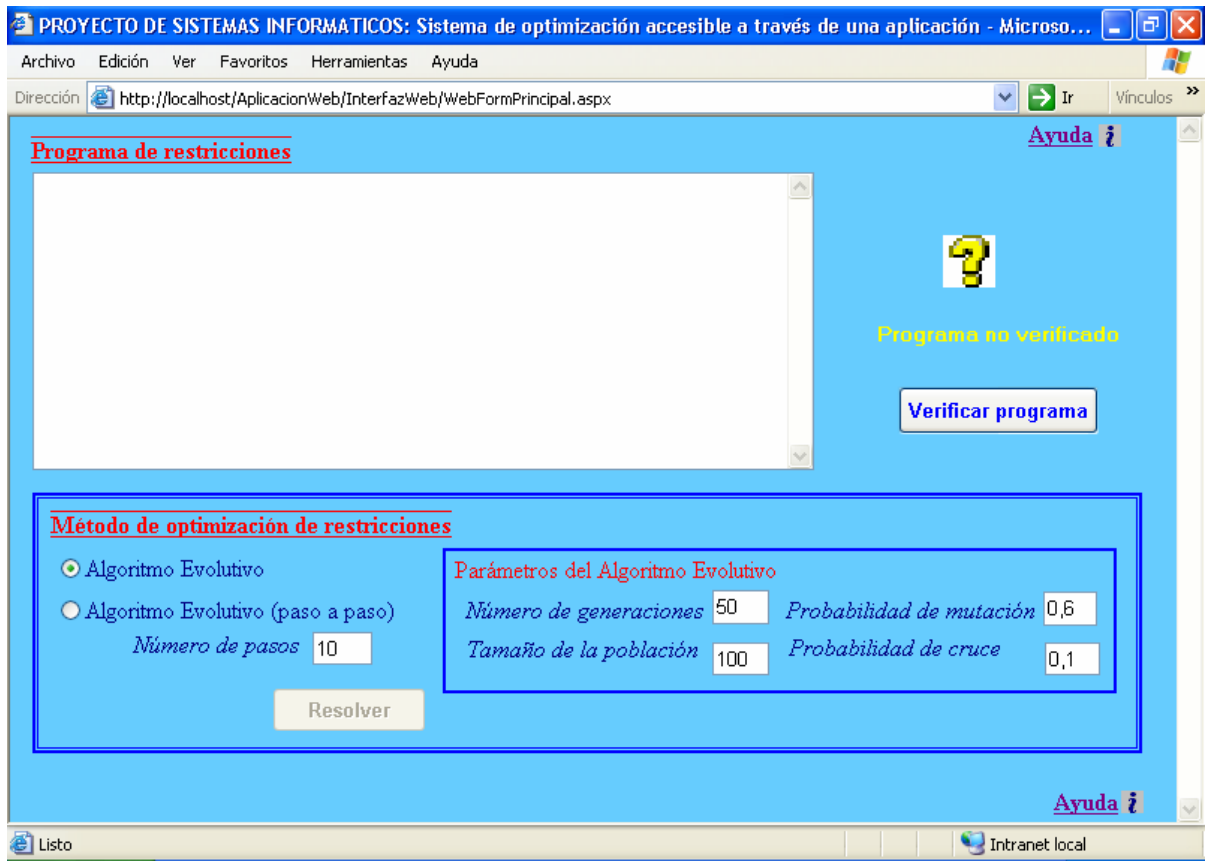 PROYECTO DE SISTEMAS INFORMATICOS: Sistema de optimización accesible a través de una aplicación - Microso...
Archivo Edición Ver Favoritos Herramientas Ayuda
Dirección http://localhost/AplicacionWeb/InterfazWeb/WebFormPrincipal.aspx Ir Vínculos »
Ayuda
Programa de restricciones
Programa no verificado
Verificar programa
Método de optimización de restricciones
Algoritmo Evolutivo
Algoritmo Evolutivo (paso a paso)
Número de pasos 10
Resolver
Parámetros del Algoritmo Evolutivo
Número de generaciones 50 Probabilidad de mutación 0,6
Tamaño de la población 100 Probabilidad de cruce 0,1
Ayuda
Listo Intranet local